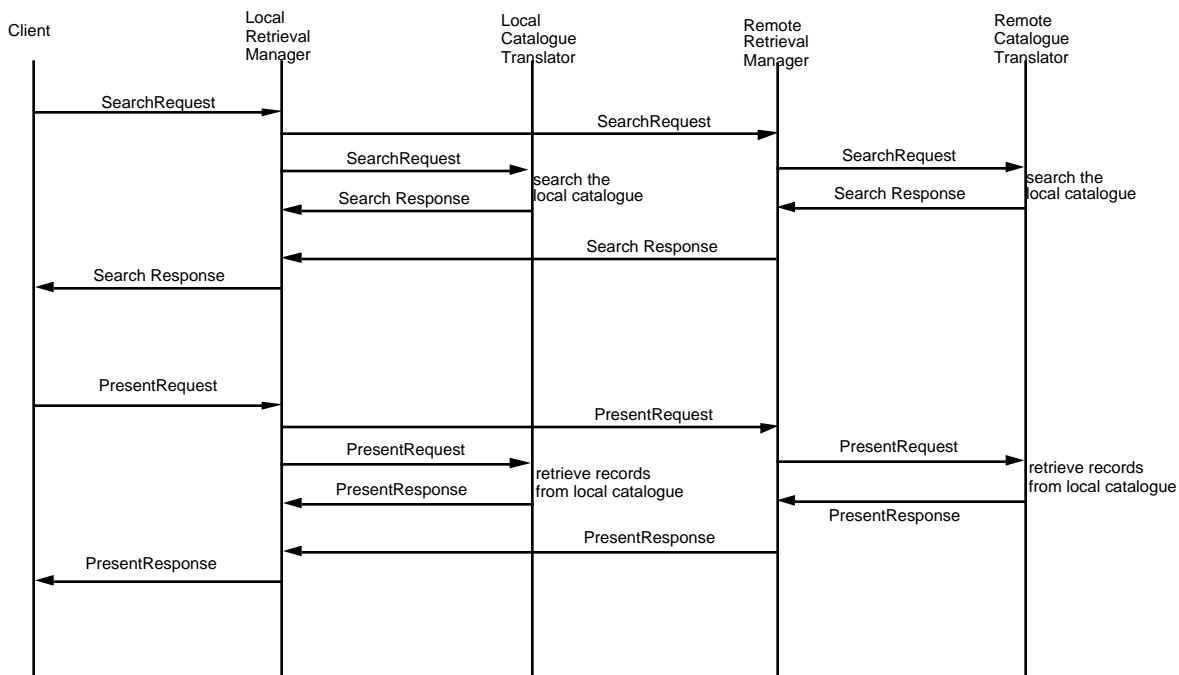 Client
Local
Retrieval
Manager
Local
Catalogue
Translator
Remote
Retrieval
Manager
Remote
Catalogue
Translator
SearchRequest
SearchRequest
SearchRequest
SearchRequest
search the
local catalogue
search the
local catalogue
Search Response
Search Response
Search Response
Search Response
PresentRequest
PresentRequest
PresentRequest
PresentRequest
retrieve records
from local catalogue
retrieve records
from local catalogue
PresentResponse
PresentResponse
PresentResponse
PresentResponse